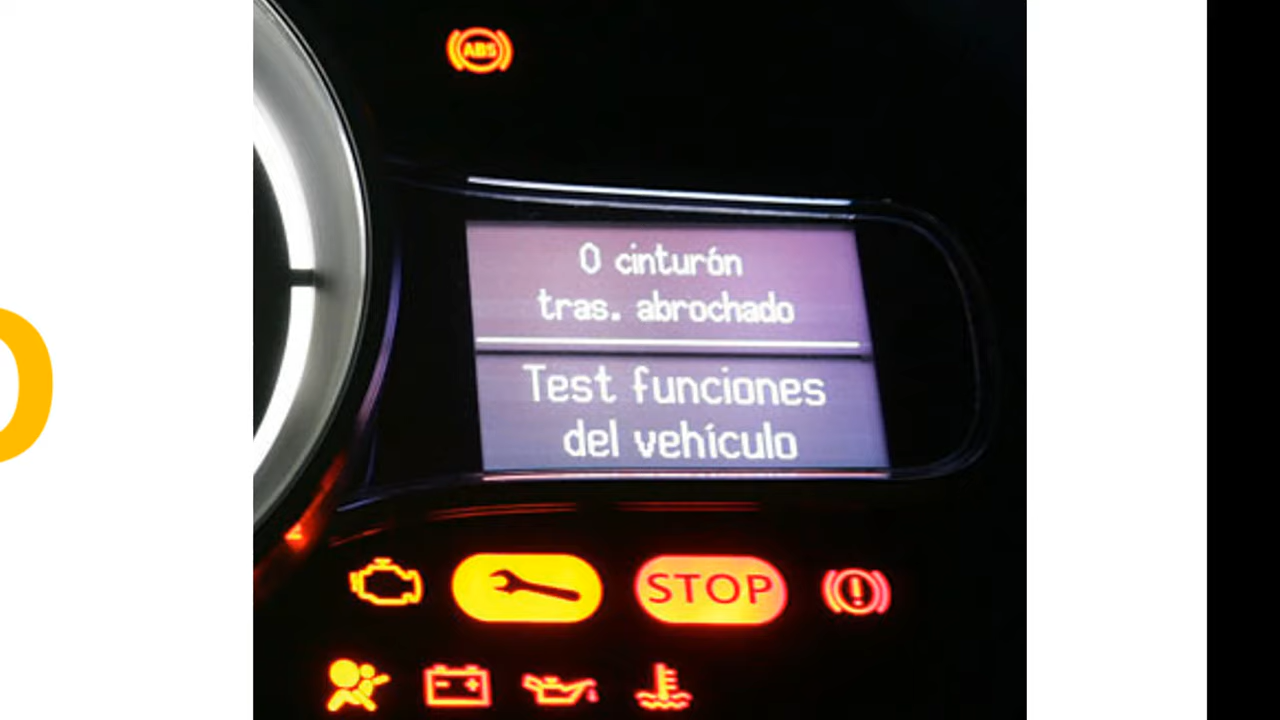 ABS
0 cinturón
tras. abrochado
Test funciones
del vehículo
STOP